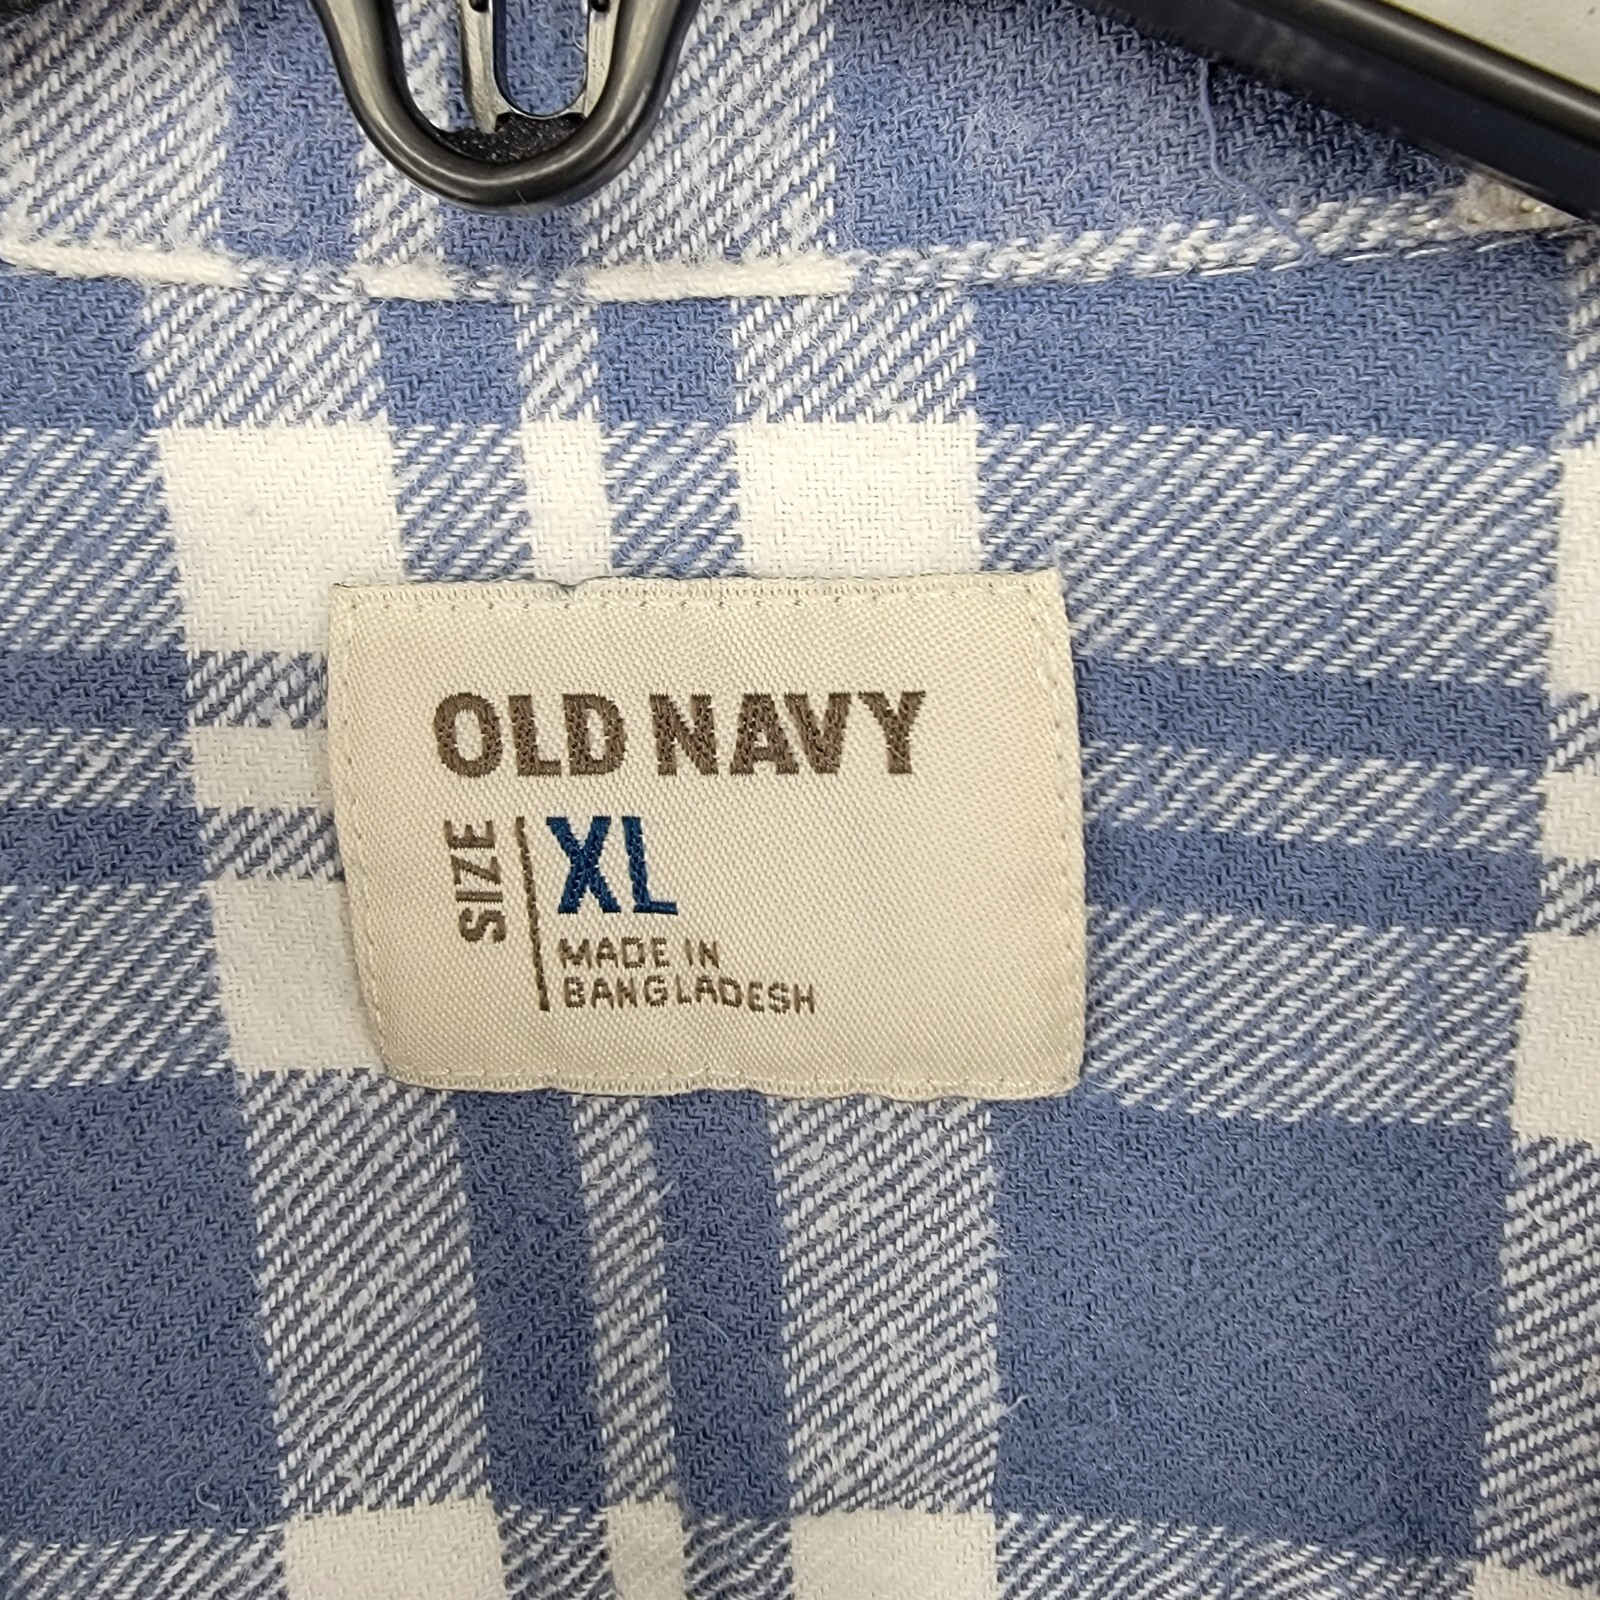 OLD NAVY
SIZE
XL
MADE IN
BANGLADESH